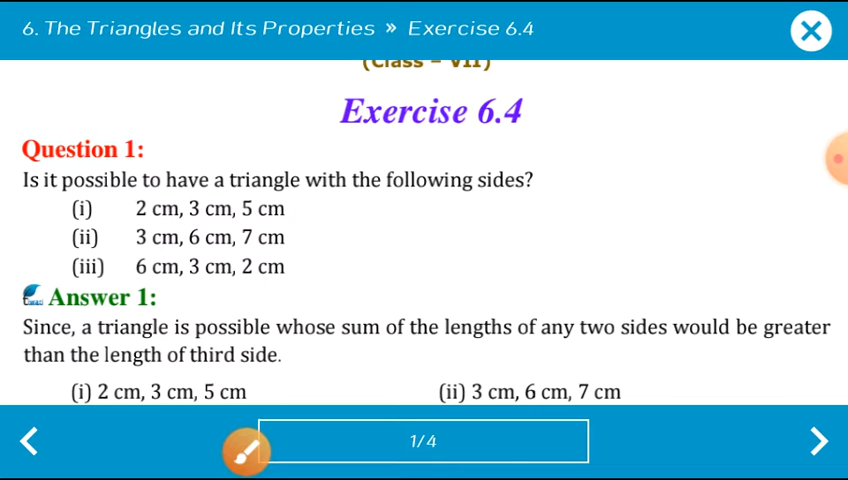 6. The Triangles and Its Properties » Exercise 6.4
(Class – VII)
Exercise 6.4
Question 1:
Is it possible to have a triangle with the following sides?
(i) 2 cm, 3 cm, 5 cm
(ii) 3 cm, 6 cm, 7 cm
(iii) 6 cm, 3 cm, 2 cm
Answer 1:
Since, a triangle is possible whose sum of the lengths of any two sides would be greater
than the length of third side.
(i) 2 cm, 3 cm, 5 cm (ii) 3 cm, 6 cm, 7 cm
1/4